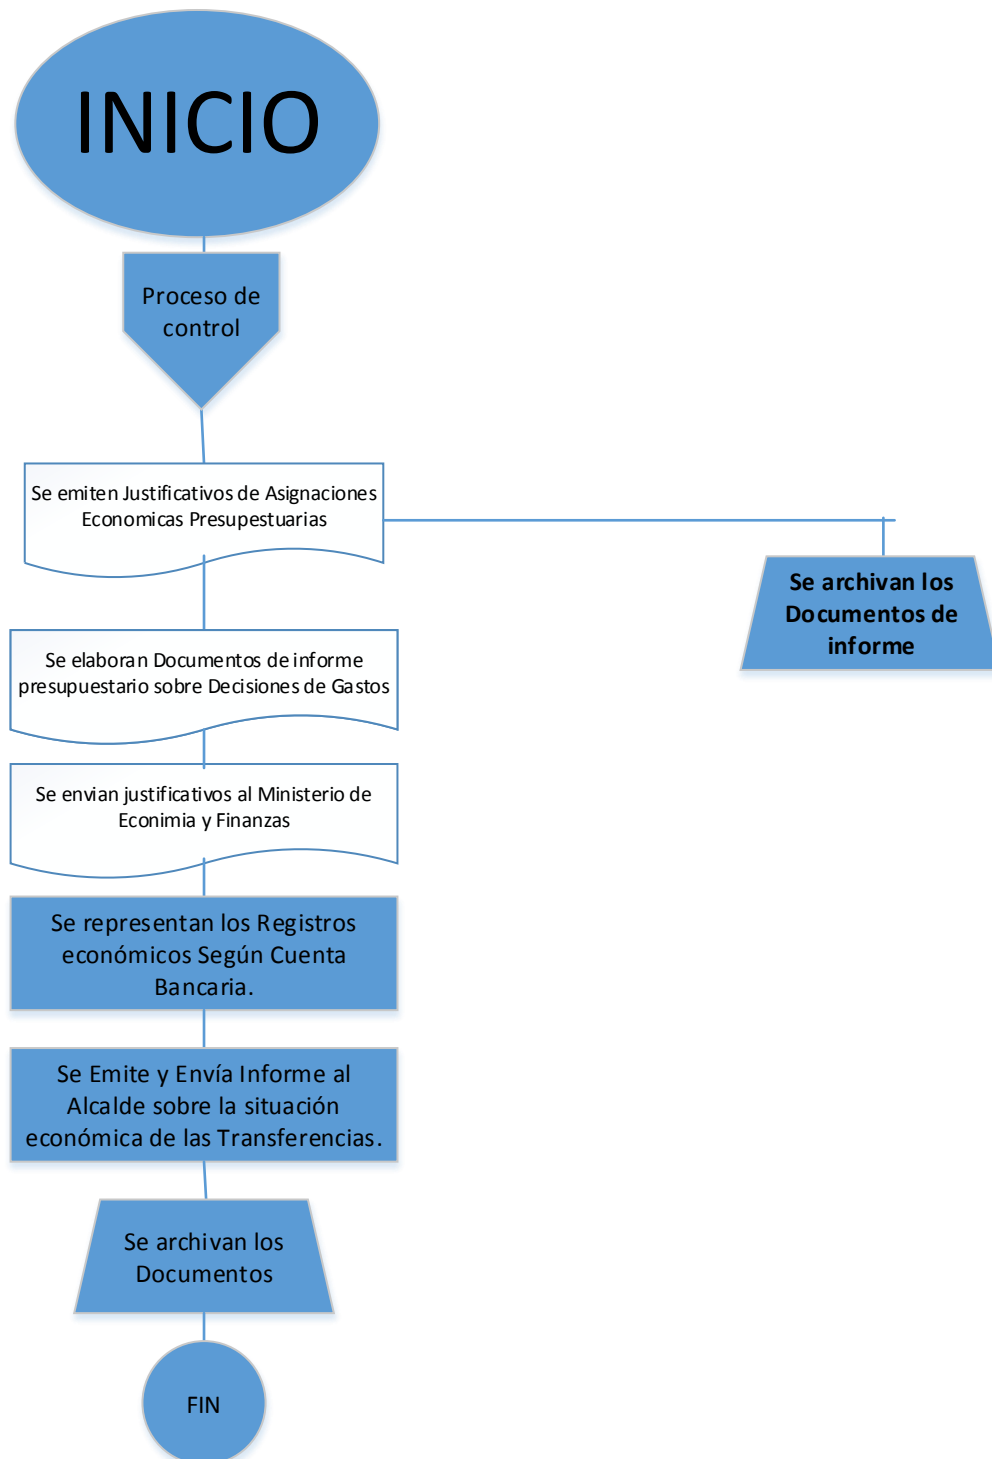 INICIO
Proceso de
control
Se emiten Justificativos de Asignaciones
Economicas Presupestuarias
Se archivan los
Documentos de
informe
Se elaboran Documentos de informe
presupuestario sobre Decisiones de Gastos
Se envian justificativos al Ministerio de
Econimia y Finanzas
Se representan los Registros
económicos Según Cuenta
Bancaria.
Se Emite y Envía Informe al
Alcalde sobre la situación
económica de las Transferencias.
Se archivan los
Documentos
FIN